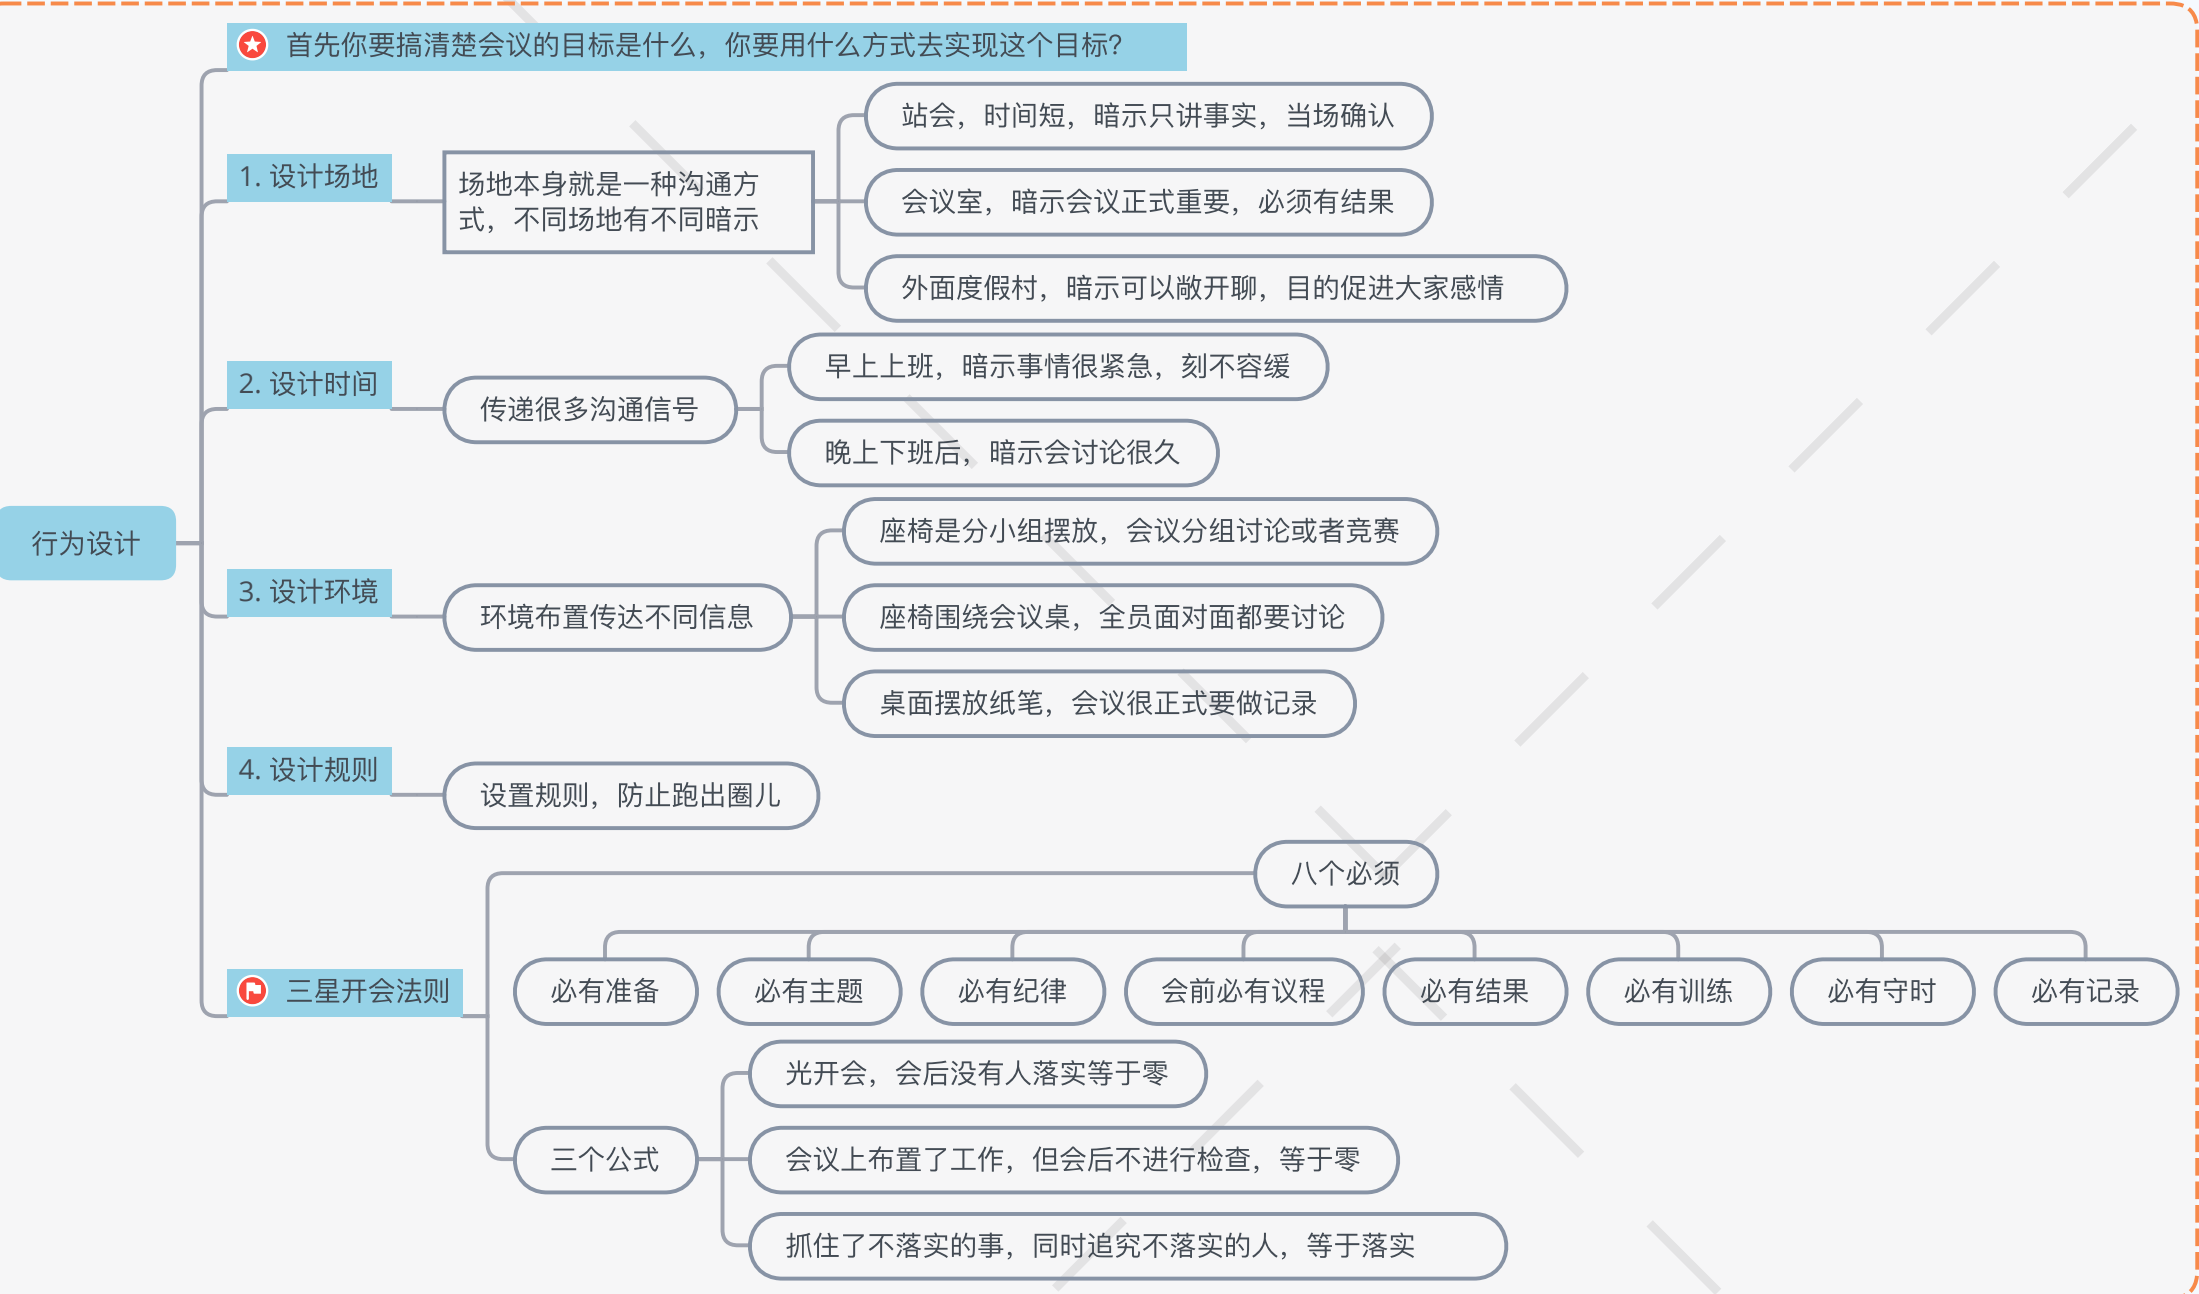 首先你要搞清楚会议的目标是什么，你要用什么方式去实现这个目标?
站会，时间短，暗示只讲事实，当场确认
1. 设计场地
场地本身就是一种沟通方
式，不同场地有不同暗示
会议室，暗示会议正式重要，必须有结果
外面度假村，暗示可以敞开聊，目的促进大家感情
早上上班，暗示事情很紧急，刻不容缓
2. 设计时间
传递很多沟通信号
晚上下班后，暗示会讨论很久
行为设计
座椅是分小组摆放，会议分组讨论或者竞赛
3. 设计环境
环境布置传达不同信息
座椅围绕会议桌，全员面对面都要讨论
桌面摆放纸笔，会议很正式要做记录
4. 设计规则
设置规则，防止跑出圈儿
八个必须
三星开会法则
必有准备
必有主题
必有纪律
会前必有议程
必有结果
必有训练
必有守时
必有记录
光开会，会后没有人落实等于零
三个公式
会议上布置了工作，但会后不进行检查，等于零
抓住了不落实的事，同时追究不落实的人，等于落实